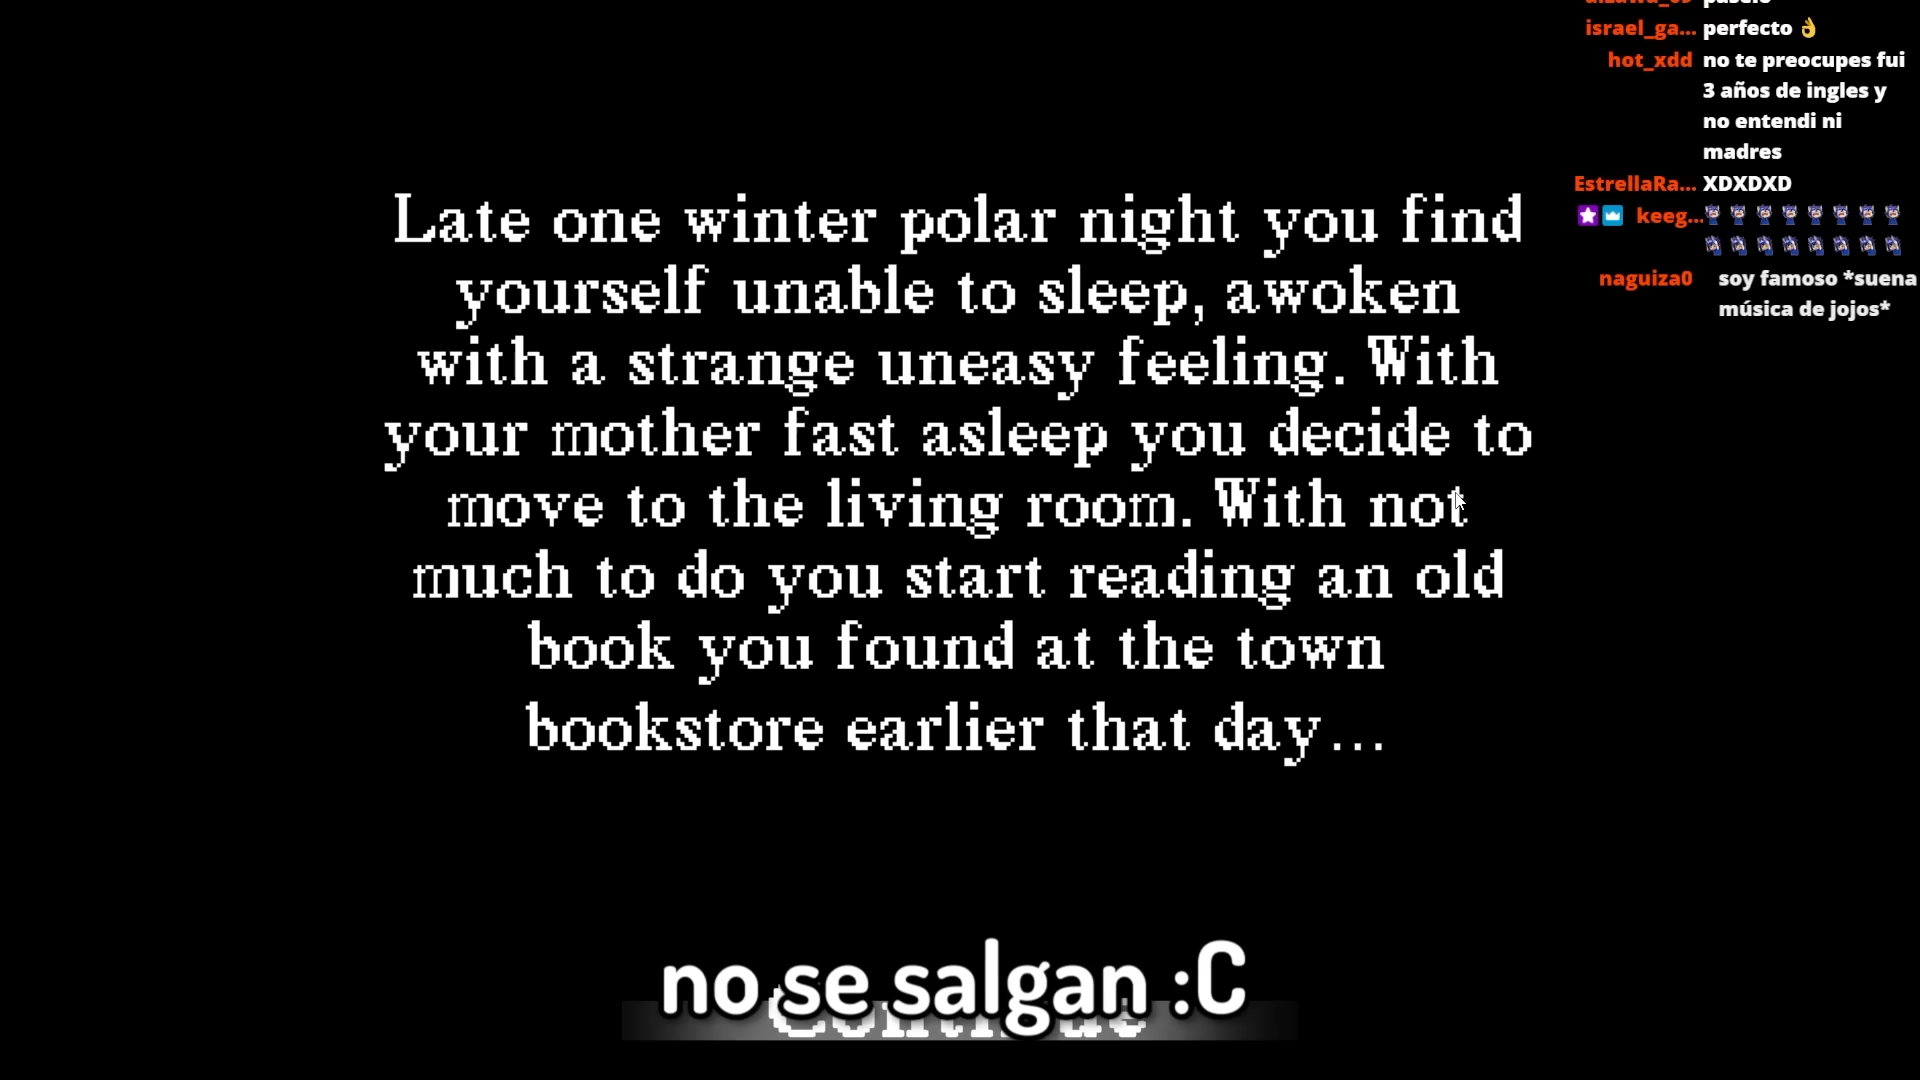 Late one winter polar night you find
yourself unable to sleep, awoken
with a strange uneasy feeling. With
your mother fast asleep you decide to
move to the living room. With not
much to do you start reading an old
book you found at the town
bookstore earlier that day...
no se salgan :C
israel_ga... perfecto 👌
hot_xdd no te preocupes fui
3 años de ingles y
no entendi ni
madres
EstrellaRa... XDXDXD
keeg...
naguiza0 soy famoso *suena
música de jojos*